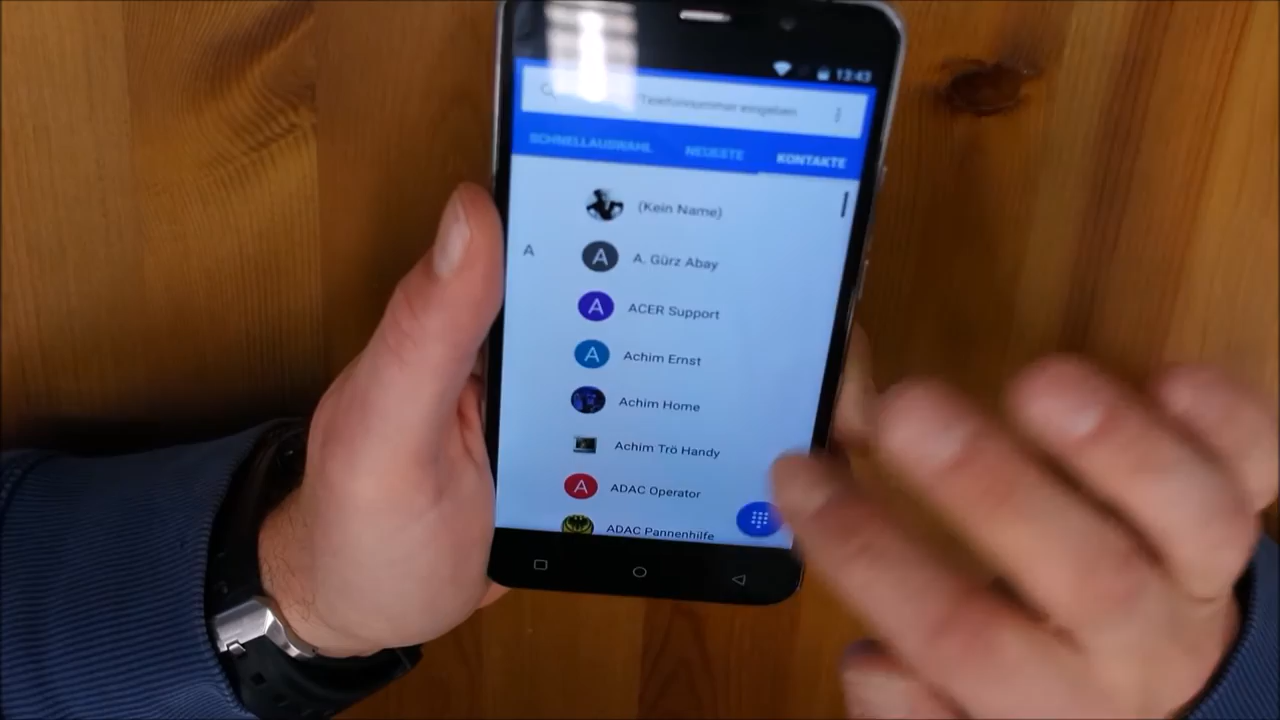 13:43
Telefonnummer eingeben
SCHNELLAUSWAHL NEUESTE KONTAKTE
(Kein Name)
A
A A. Gürz Abay
A ACER Support
A Achim Ernst
Achim Home
Achim Trö Handy
A ADAC Operator
ADAC Pannenhilfe